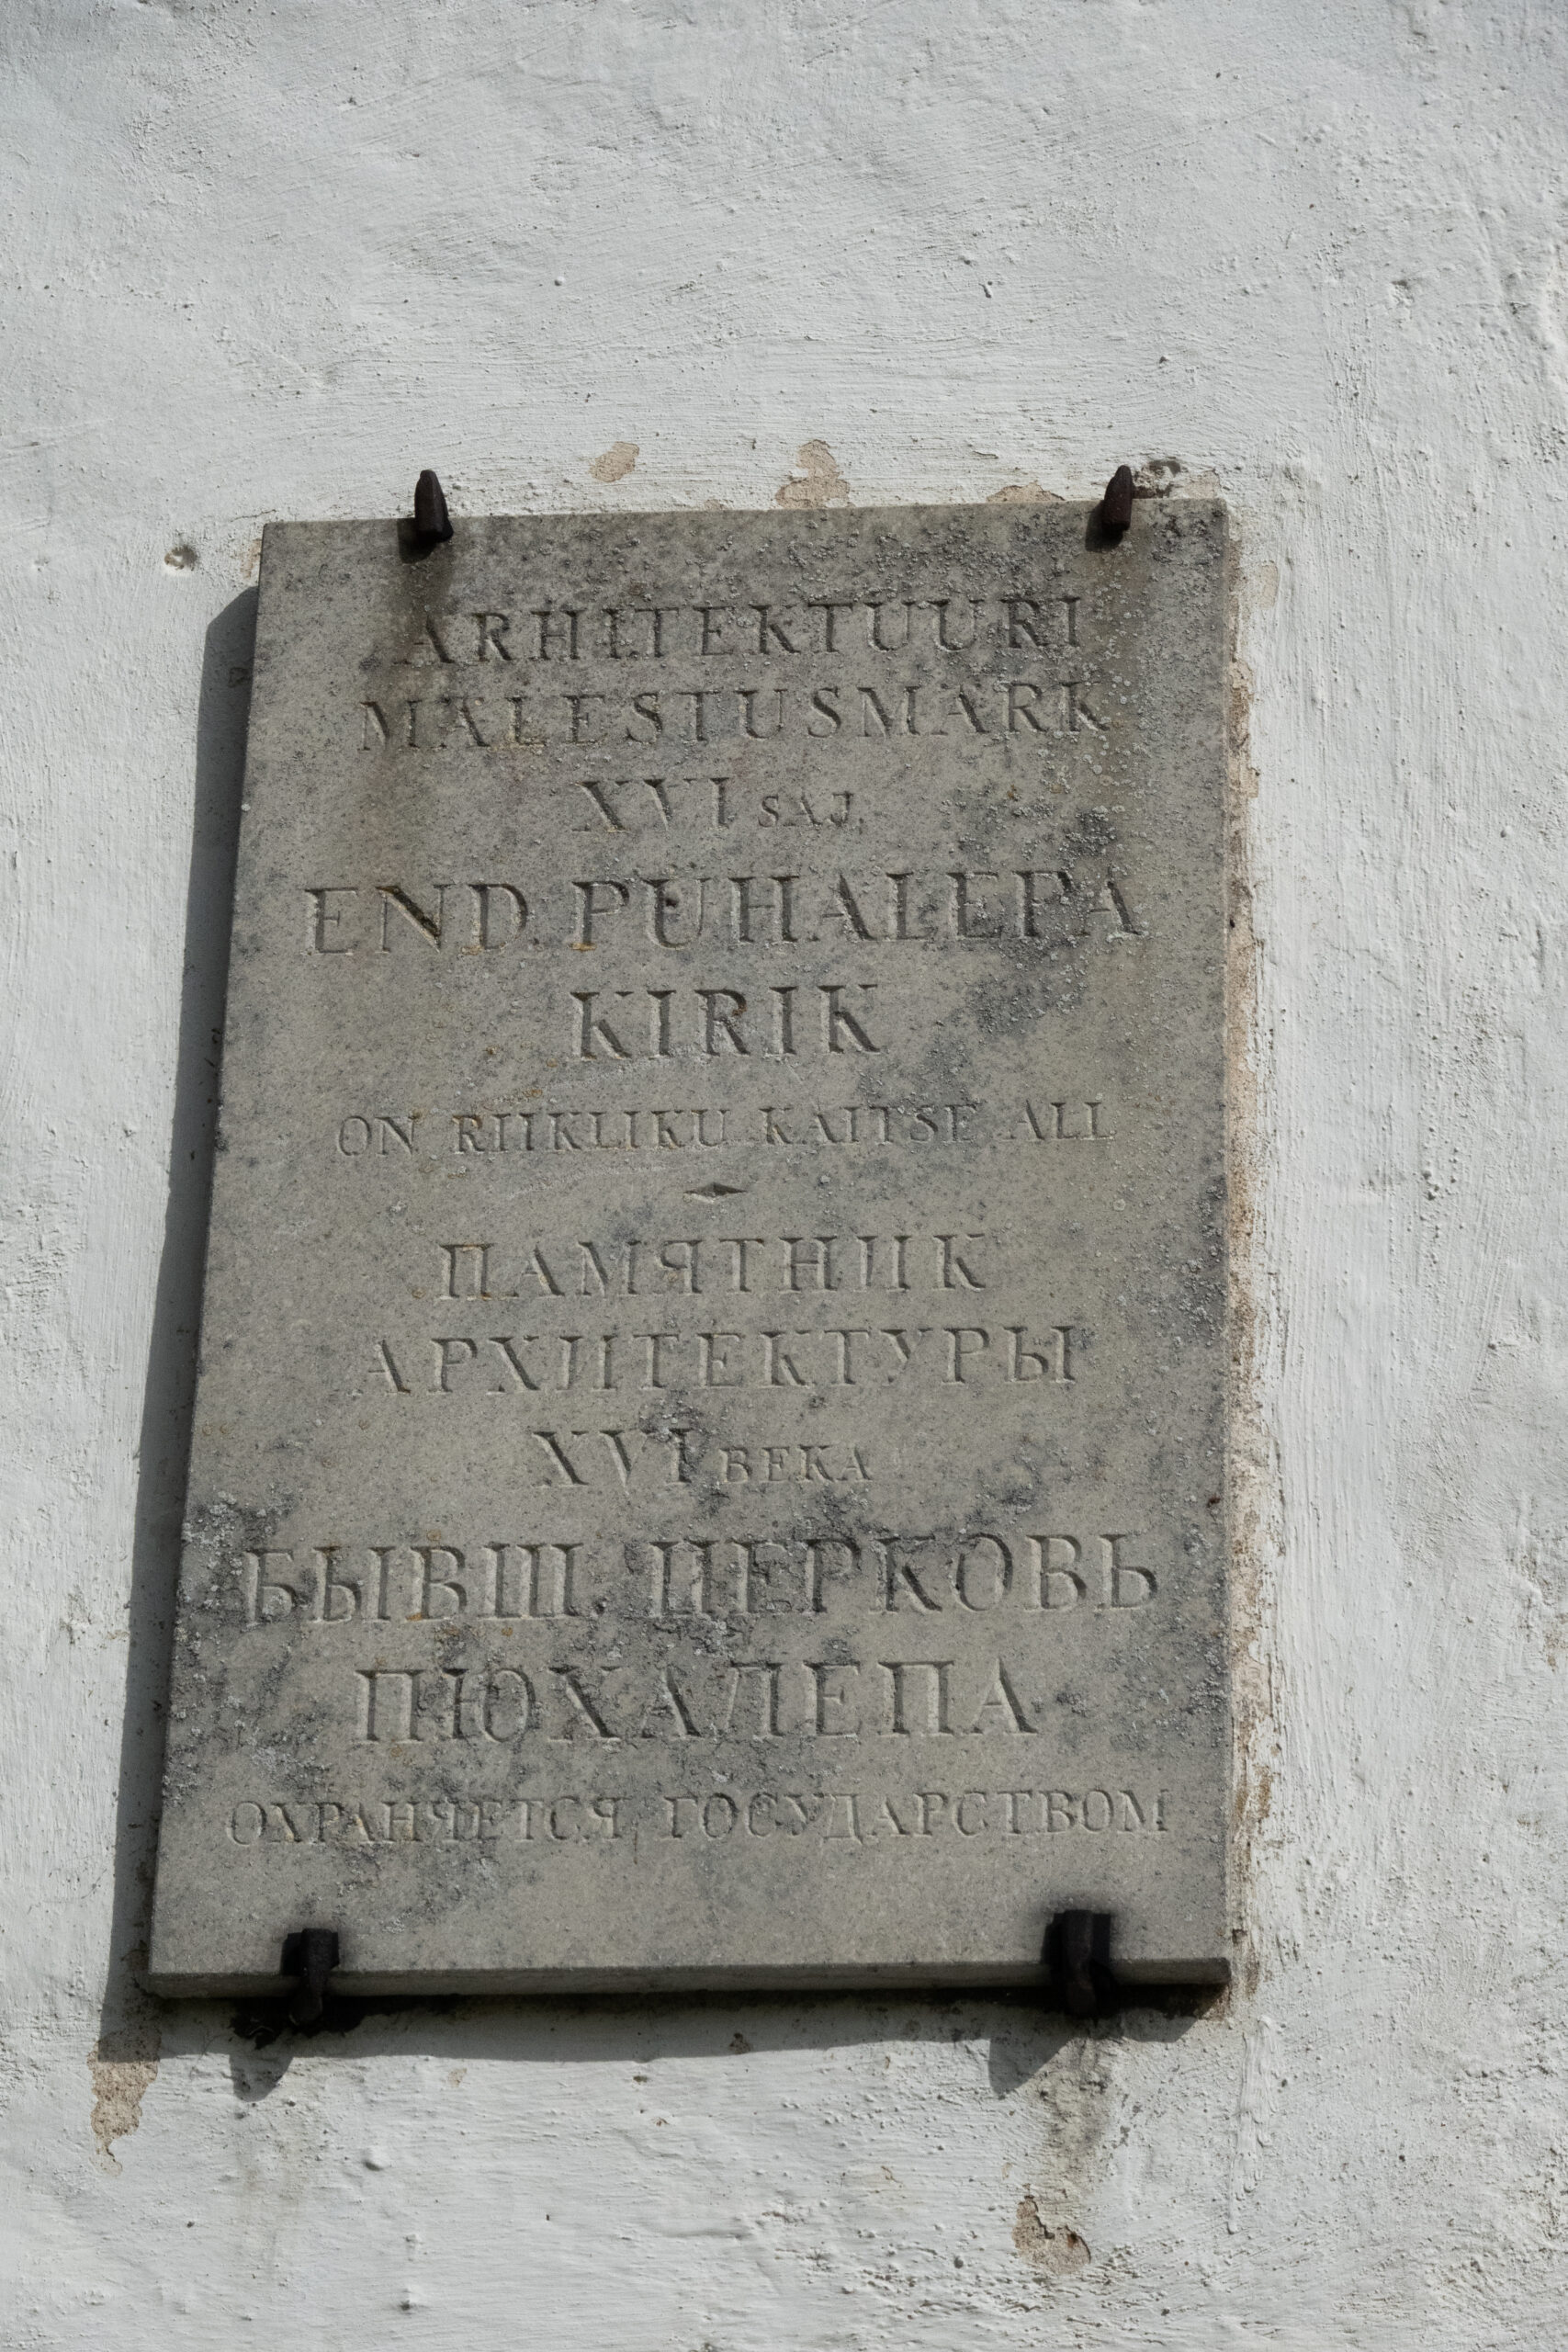 ARHITEKTUURI
MÄLESTUSMÄRK
XVI SAJ.
END. PÜHALEPA
KIRIK
ON RIIKLIKU KAITSE ALL
ПАМЯТНИК
АРХИТЕКТУРЫ
XVI ВЕКА
БЫВШ. ЦЕРКОВЬ
ПЮХАЛЕПА
ОХРАНЯЕТСЯ ГОСУДАРСТВОМ